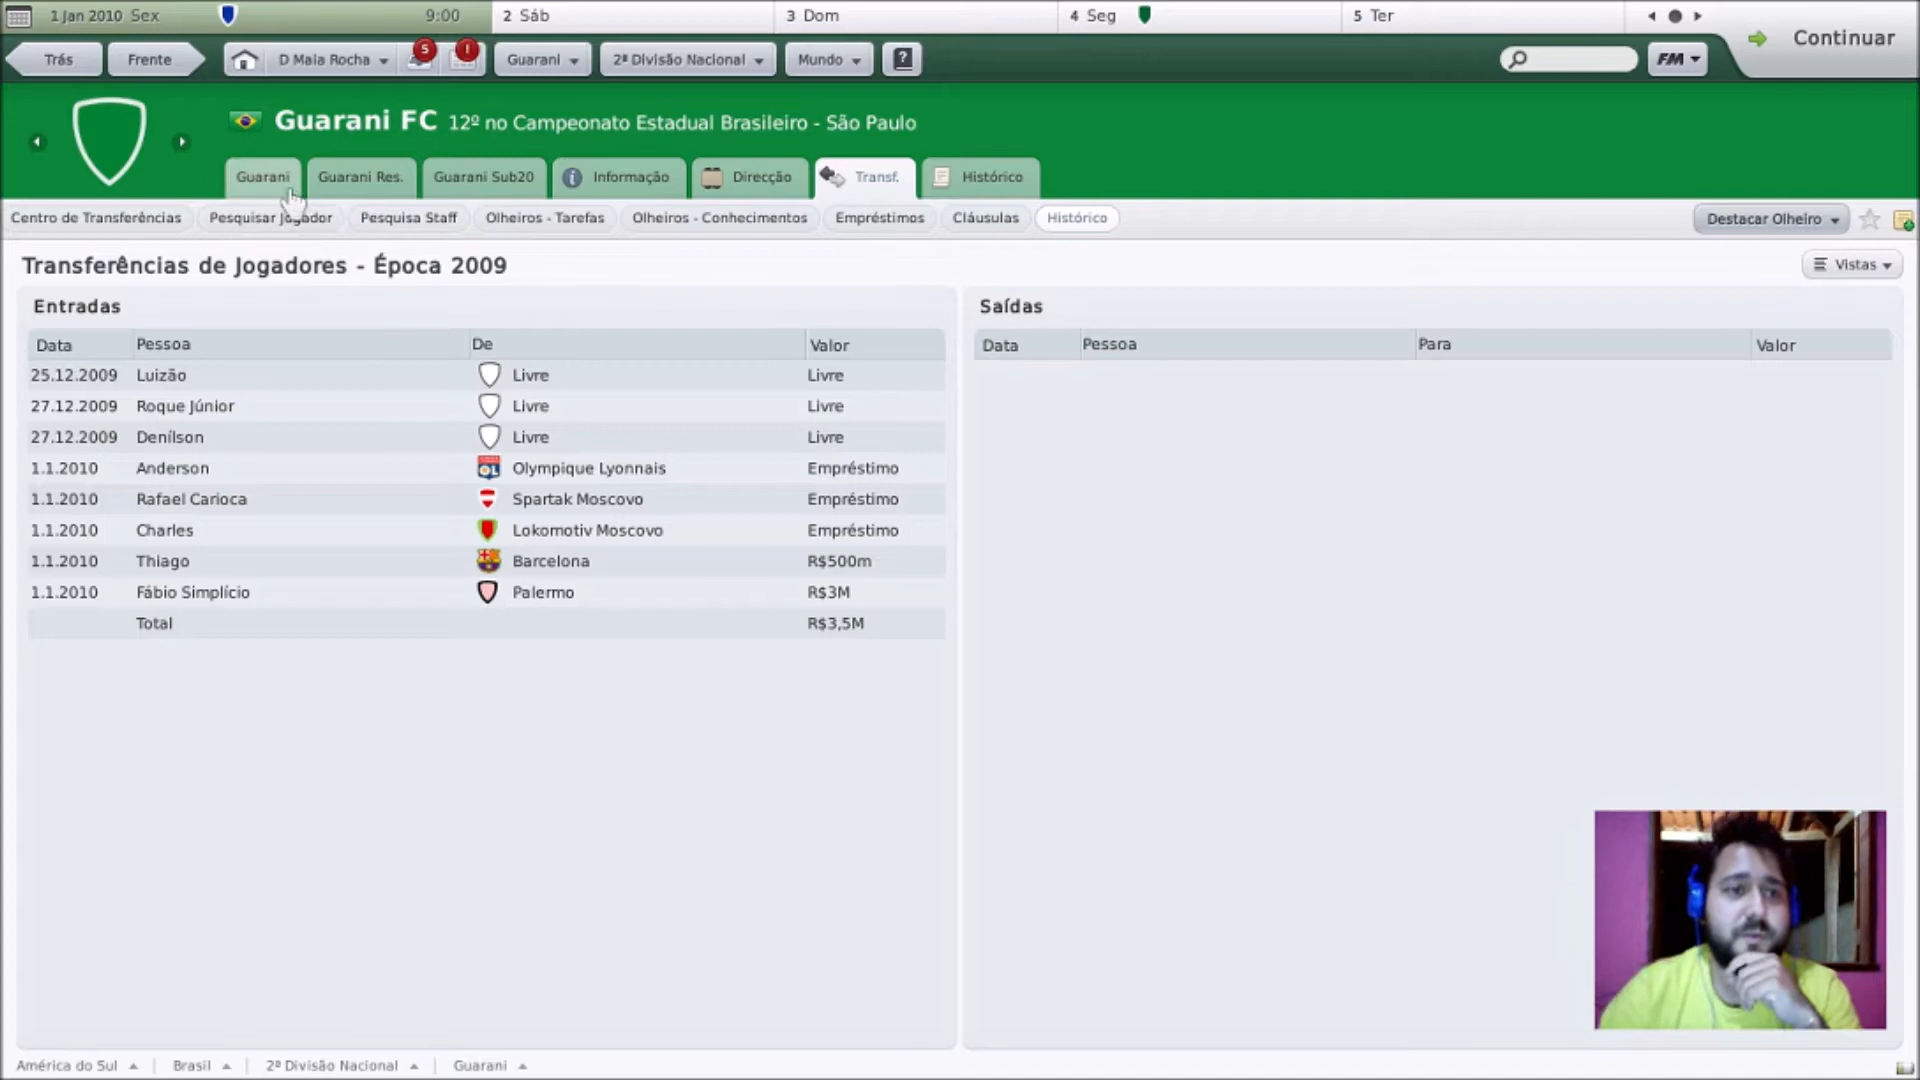 1 Jan 2010 Sex 9:00 2 Sáb 3 Dom 4 Seg 5 Ter
Continuar
Trás Frente D Maia Rocha 5 ! Guarani 2ª Divisão Nacional Mundo ? FM
Guarani FC 12º no Campeonato Estadual Brasileiro - São Paulo
Guarani Guarani Res. Guarani Sub20 Informação Direcção Transf. Histórico
Centro de Transferências Pesquisar Jogador Pesquisa Staff Olheiros - Tarefas Olheiros - Conhecimentos Empréstimos Cláusulas Histórico Destacar Olheiro
Transferências de Jogadores - Época 2009 Vistas
Entradas
Data Pessoa De Valor
25.12.2009 Luizão Livre Livre
27.12.2009 Roque Júnior Livre Livre
27.12.2009 Denílson Livre Livre
1.1.2010 Anderson Olympique Lyonnais Empréstimo
1.1.2010 Rafael Carioca Spartak Moscovo Empréstimo
1.1.2010 Charles Lokomotiv Moscovo Empréstimo
1.1.2010 Thiago Barcelona R$500m
1.1.2010 Fábio Simplício Palermo R$3M
Total R$3,5M
Saídas
Data Pessoa Para Valor
América do Sul Brasil 2ª Divisão Nacional Guarani